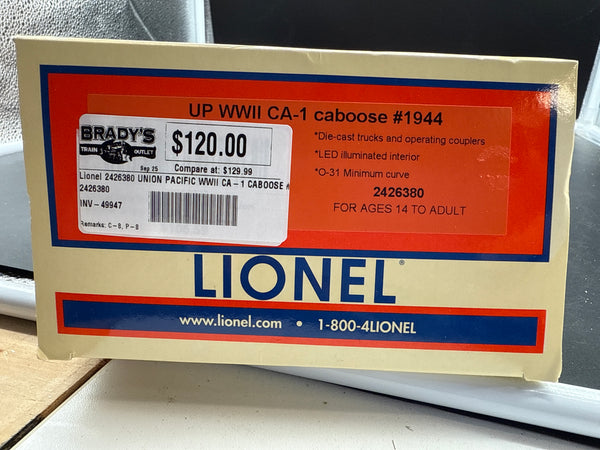 UP WWII CA-1 caboose #1944
*Die-cast trucks and operating couplers
*LED illuminated interior
*O-31 Minimum curve
2426380
FOR AGES 14 TO ADULT
BRADY'S
TRAIN OUTLET
$120.00
Sep 25 Compare at: $129.99
Lionel 2426380 UNION PACIFIC WWII CA-1 CABOOSE #
2426380
INV-49947
Remarks: C-8, P-8
LIONEL®
www.lionel.com • 1-800-4LIONEL